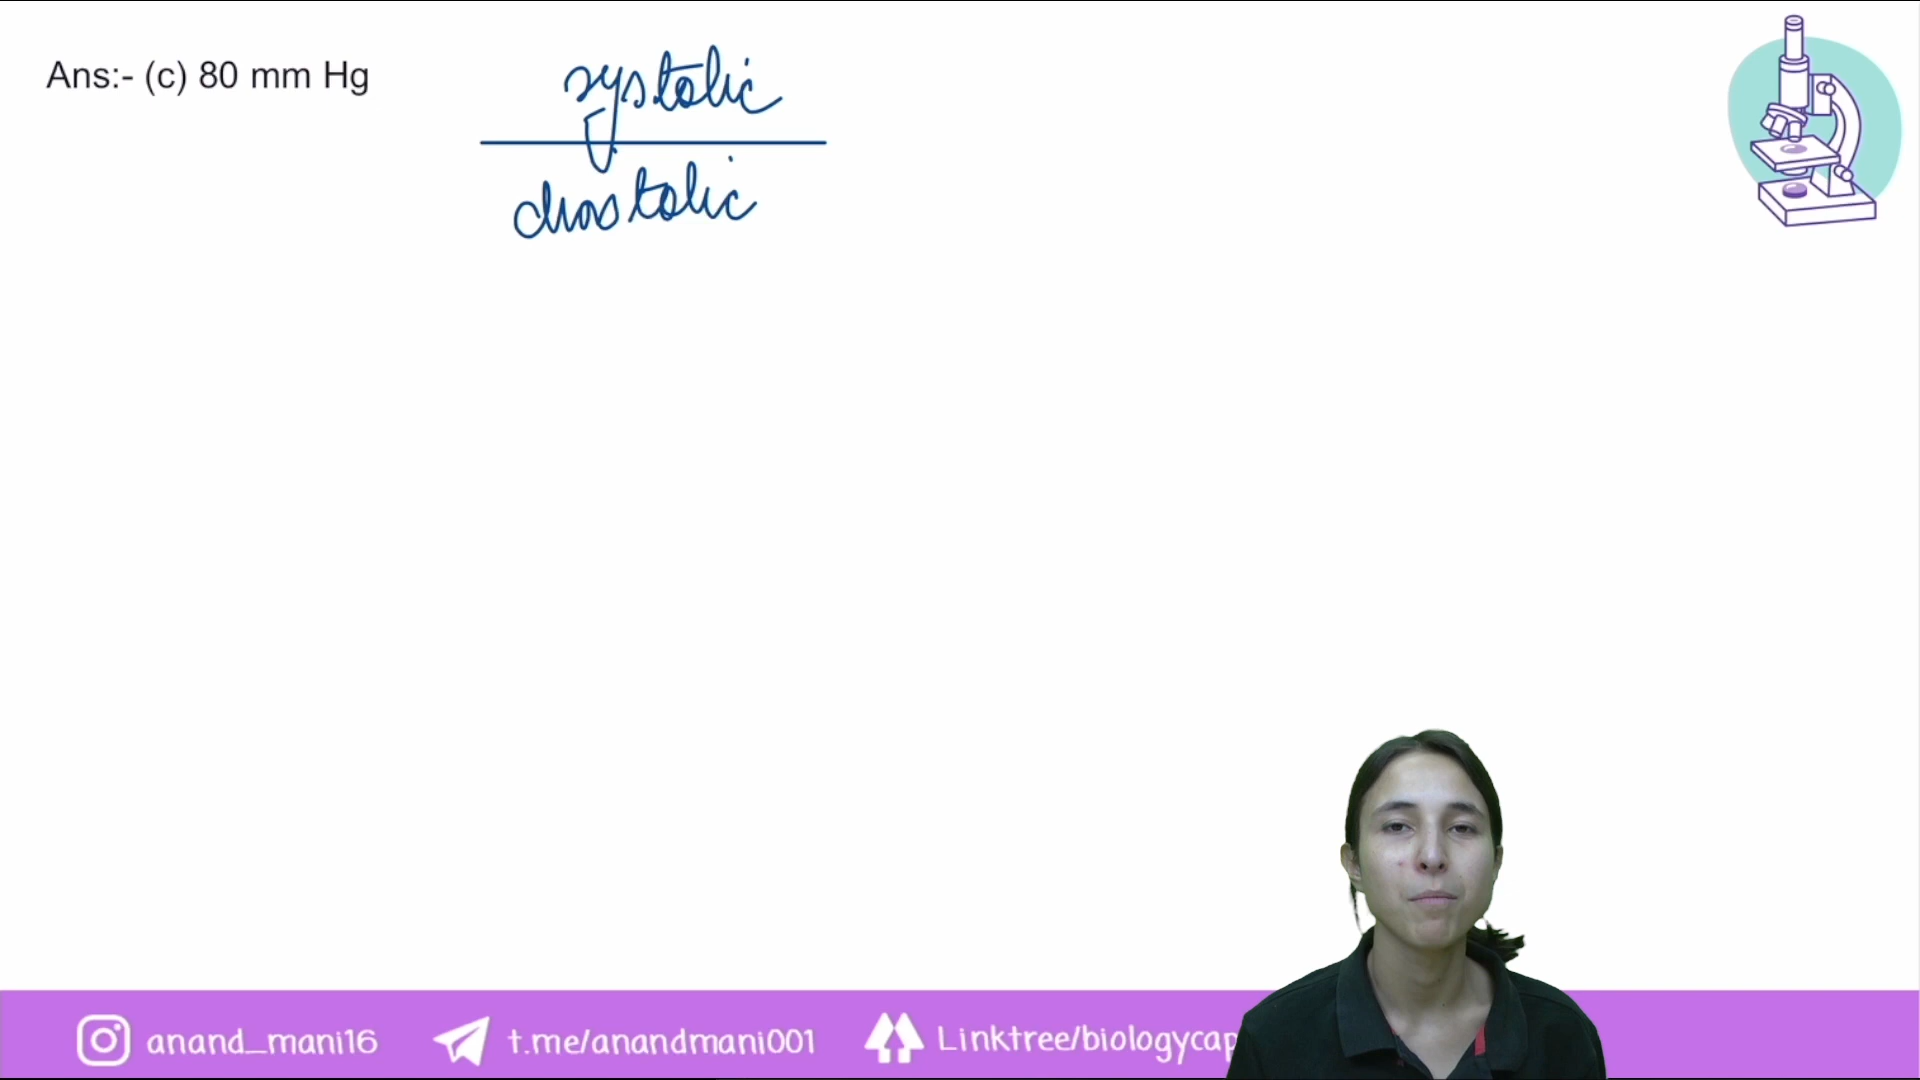 Ans:- (c) 80 mm Hg
systolic
diastolic
anand_mani16 t.me/anandmani001 Linktree/biologycap